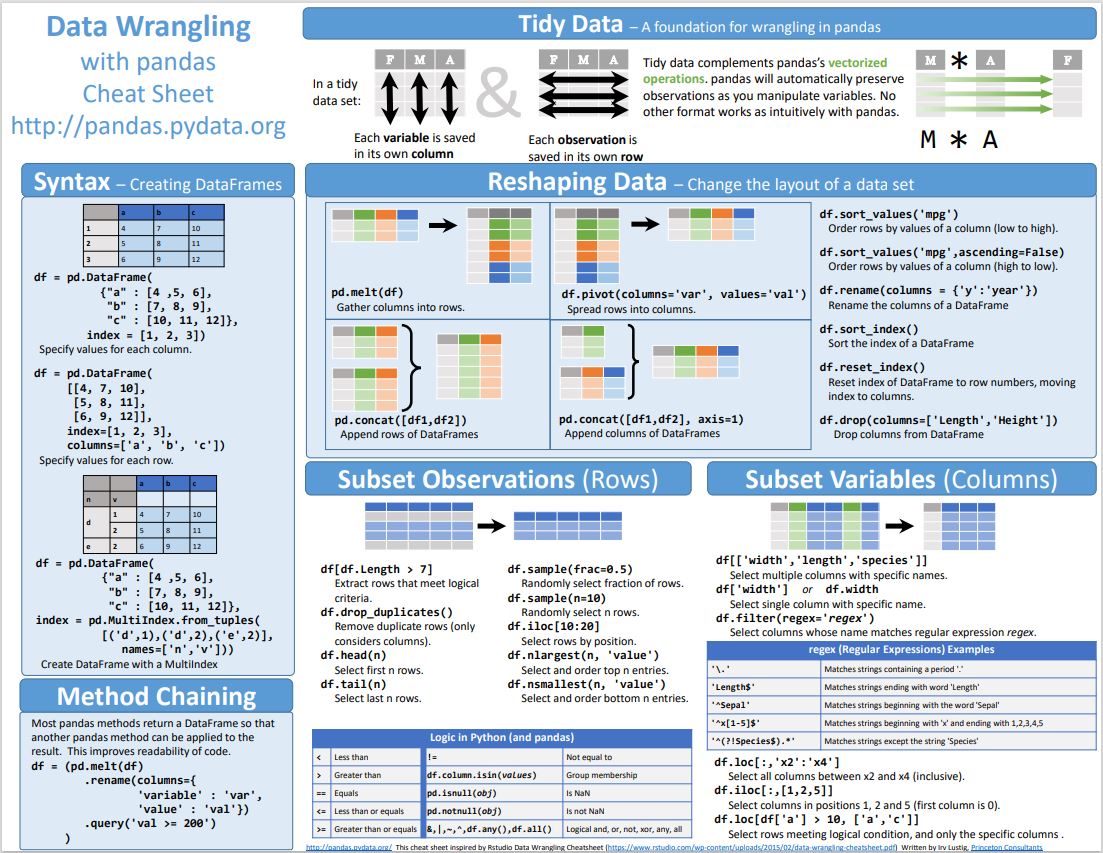 Data Wrangling
with pandas
Cheat Sheet
http://pandas.pydata.org
Tidy Data – A foundation for wrangling in pandas
In a tidy
data set:
F M A
Each variable is saved
in its own column
&
F M A
Each observation is
saved in its own row
Tidy data complements pandas’s vectorized
operations. pandas will automatically preserve
observations as you manipulate variables. No
other format works as intuitively with pandas.
M * A F
M * A
Syntax – Creating DataFrames
a b c
1 4 7 10
2 5 8 11
3 6 9 12
df = pd.DataFrame(
{"a" : [4 ,5, 6],
"b" : [7, 8, 9],
"c" : [10, 11, 12]},
index = [1, 2, 3])
Specify values for each column.
df = pd.DataFrame(
[[4, 7, 10],
[5, 8, 11],
[6, 9, 12]],
index=[1, 2, 3],
columns=['a', 'b', 'c'])
Specify values for each row.
a b c
n v
d 1 4 7 10
2 5 8 11
e 2 6 9 12
df = pd.DataFrame(
{"a" : [4 ,5, 6],
"b" : [7, 8, 9],
"c" : [10, 11, 12]},
index = pd.MultiIndex.from_tuples(
[('d',1),('d',2),('e',2)],
names=['n','v']))
Create DataFrame with a MultiIndex
Method Chaining
Most pandas methods return a DataFrame so that
another pandas method can be applied to the
result. This improves readability of code.
df = (pd.melt(df)
.rename(columns={
'variable' : 'var',
'value' : 'val'})
.query('val >= 200')
)
Reshaping Data – Change the layout of a data set
pd.melt(df)
Gather columns into rows.
df.pivot(columns='var', values='val')
Spread rows into columns.
pd.concat([df1,df2])
Append rows of DataFrames
pd.concat([df1,df2], axis=1)
Append columns of DataFrames
df.sort_values('mpg')
Order rows by values of a column (low to high).
df.sort_values('mpg',ascending=False)
Order rows by values of a column (high to low).
df.rename(columns = {'y':'year'})
Rename the columns of a DataFrame
df.sort_index()
Sort the index of a DataFrame
df.reset_index()
Reset index of DataFrame to row numbers, moving
index to columns.
df.drop(columns=['Length','Height'])
Drop columns from DataFrame
Subset Observations (Rows)
df[df.Length > 7]
Extract rows that meet logical
criteria.
df.drop_duplicates()
Remove duplicate rows (only
considers columns).
df.head(n)
Select first n rows.
df.tail(n)
Select last n rows.
df.sample(frac=0.5)
Randomly select fraction of rows.
df.sample(n=10)
Randomly select n rows.
df.iloc[10:20]
Select rows by position.
df.nlargest(n, 'value')
Select and order top n entries.
df.nsmallest(n, 'value')
Select and order bottom n entries.
Logic in Python (and pandas)
< Less than != Not equal to
> Greater than df.column.isin(values) Group membership
== Equals pd.isnull(obj) Is NaN
<= Less than or equals pd.notnull(obj) Is not NaN
>= Greater than or equals &,|,~,^,df.any(),df.all() Logical and, or, not, xor, any, all
Subset Variables (Columns)
df[['width','length','species']]
Select multiple columns with specific names.
df['width'] or df.width
Select single column with specific name.
df.filter(regex='regex')
Select columns whose name matches regular expression regex.
regex (Regular Expressions) Examples
'\.' Matches strings containing a period '.'
'Length$' Matches strings ending with word 'Length'
'^Sepal' Matches strings beginning with the word 'Sepal'
'^x[1-5]$' Matches strings beginning with 'x' and ending with 1,2,3,4,5
'^(?!Species$).*' Matches strings except the string 'Species'
df.loc[:,'x2':'x4']
Select all columns between x2 and x4 (inclusive).
df.iloc[:,[1,2,5]]
Select columns in positions 1, 2 and 5 (first column is 0).
df.loc[df['a'] > 10, ['a','c']]
Select rows meeting logical condition, and only the specific columns .
http://pandas.pydata.org/ This cheat sheet inspired by Rstudio Data Wrangling Cheatsheet (https://www.rstudio.com/wp-content/uploads/2015/02/data-wrangling-cheatsheet.pdf) Written by Irv Lustig, Princeton Consultants